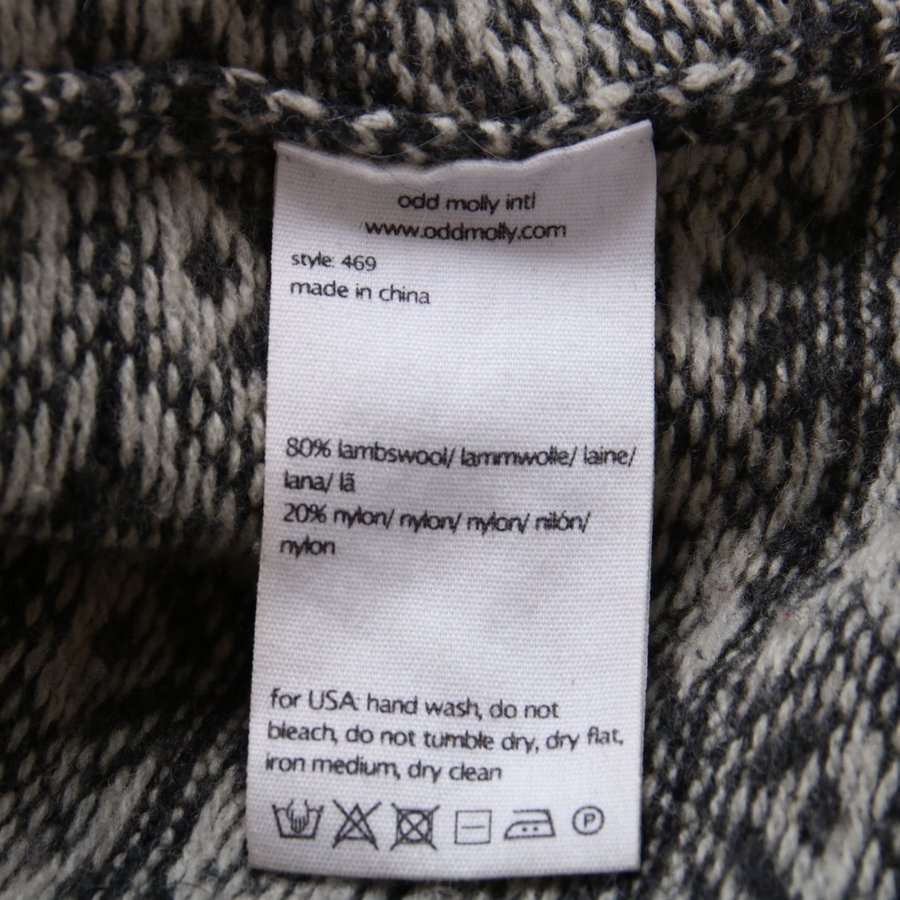 odd molly intl
www.oddmolly.com
style: 469
made in china
80% lambswool/ lammwolle/ laine/
lana/ lã
20% nylon/ nylon/ nylon/ nilón/
nylon
for USA: hand wash, do not
bleach, do not tumble dry, dry flat,
iron medium, dry clean
P